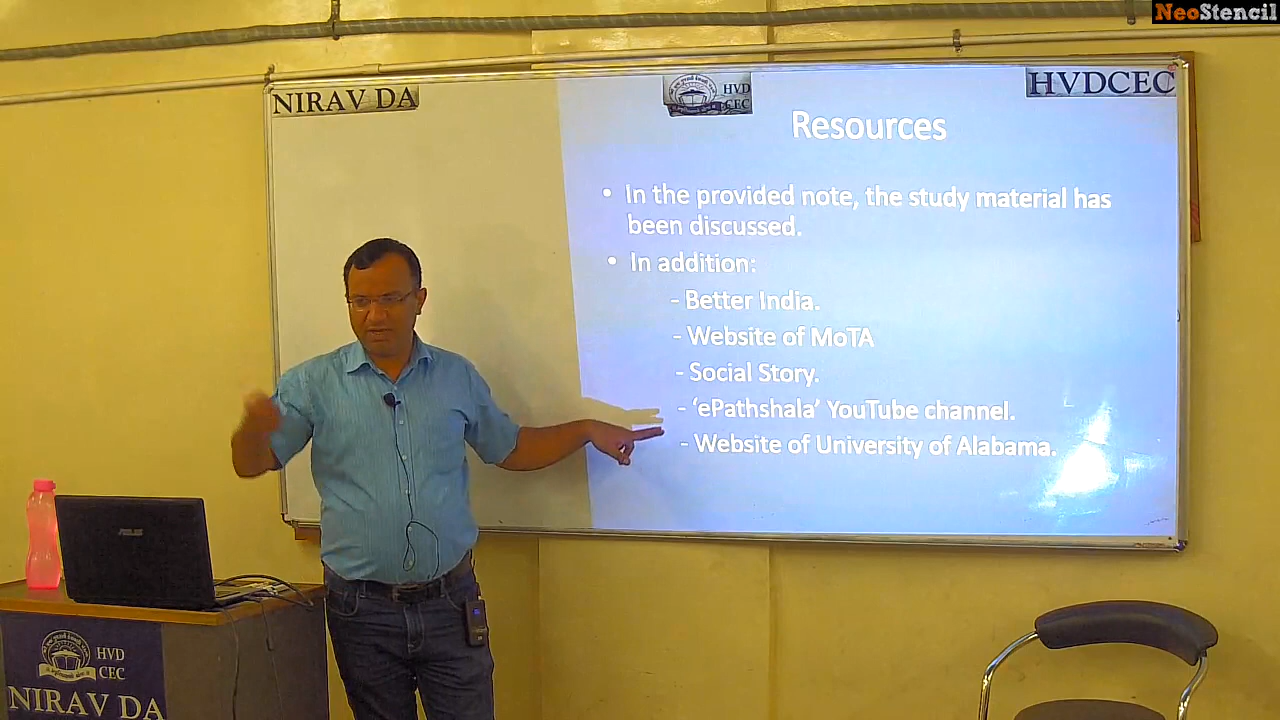 NeoStencil
NIRAV DA
HVD
CEC
HVDCEC
Resources
• In the provided note, the study material has
been discussed.
• In addition:
- Better India.
- Website of MoTA
- Social Story.
- ‘ePathshala’ YouTube channel.
- Website of University of Alabama.
ASUS
HVD
CEC
NIRAV DA